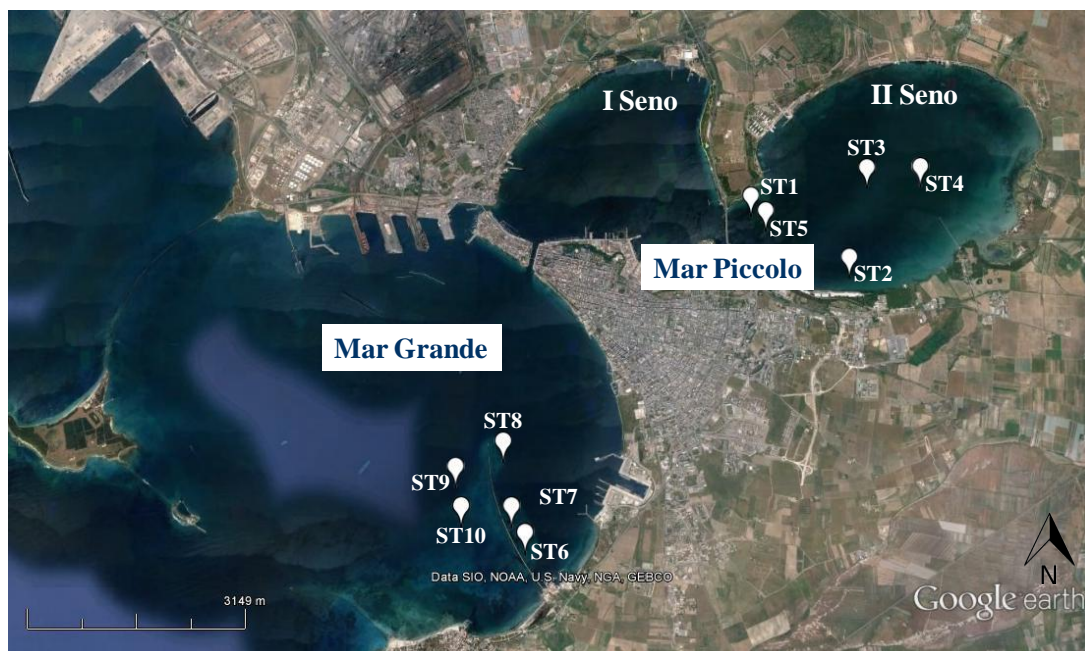 I Seno
II Seno
ST3
ST4
ST1
ST5
Mar Piccolo
ST2
Mar Grande
ST8
ST9
ST7
ST10
ST6
Data SIO, NOAA, U.S. Navy, NGA, GEBCO
N
3149 m
Google earth